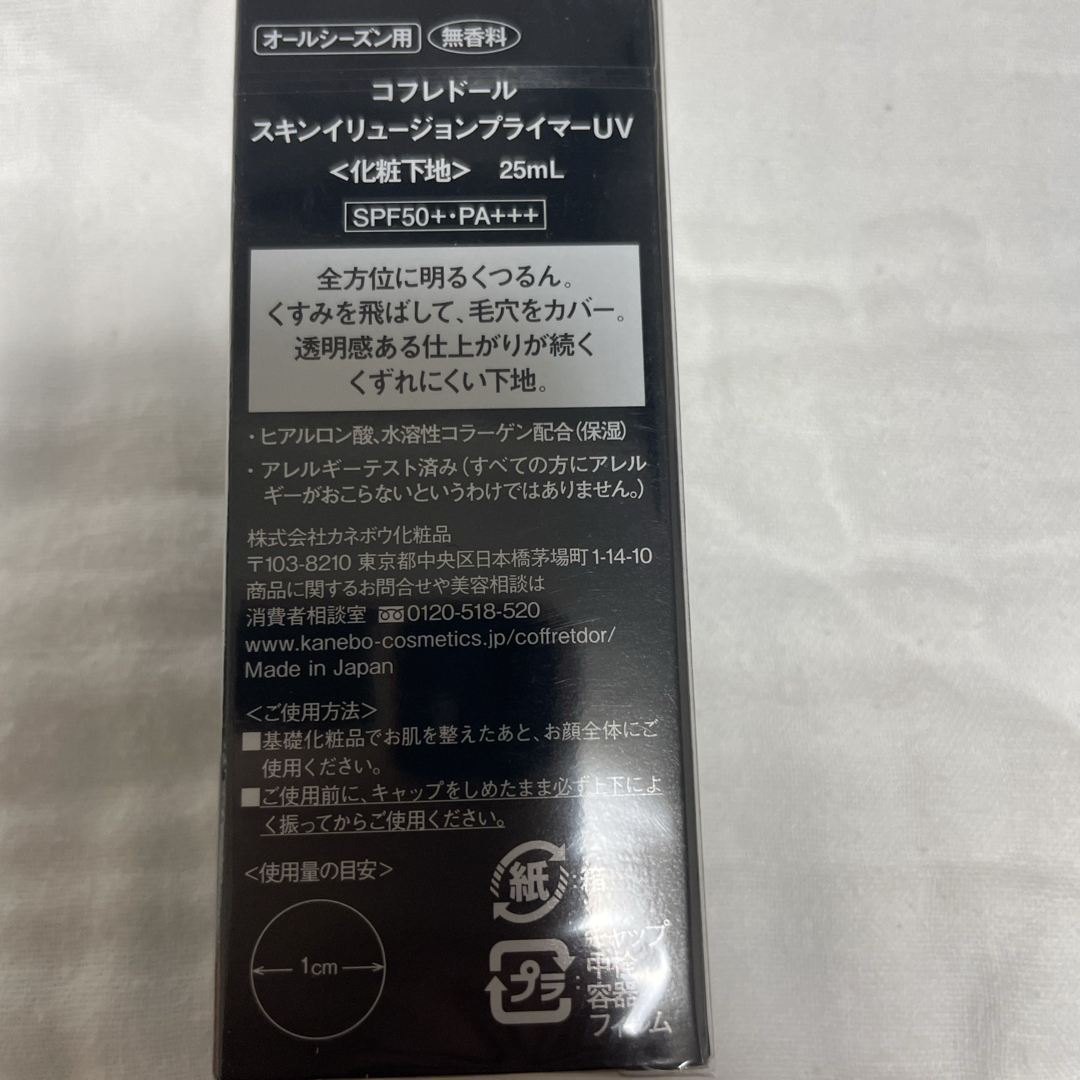 オールシーズン用 無香料
コフレドール
スキンイリュージョンプライマーUV
<化粧下地> 25mL
SPF50+・PA+++
全方位に明るくつるん。
くすみを飛ばして、毛穴をカバー。
透明感ある仕上がりが続く
くずれにくい下地。
・ヒアルロン酸、水溶性コラーゲン配合(保湿)
・アレルギーテスト済み(すべての方にアレル
ギーがおこらないというわけではありません。)
株式会社カネボウ化粧品
〒103-8210 東京都中央区日本橋茅場町1-14-10
商品に関するお問合せや美容相談は
消費者相談室 0120-518-520
www.kanebo-cosmetics.jp/coffretdor/
Made in Japan
<ご使用方法>
■基礎化粧品でお肌を整えたあと、お顔全体にご
使用ください。
■ご使用前に、キャップをしめたまま必ず上下によ
く振ってからご使用ください。
<使用量の目安>
1cm
紙 :箱
プラ : キャップ
中栓
容器
フィルム